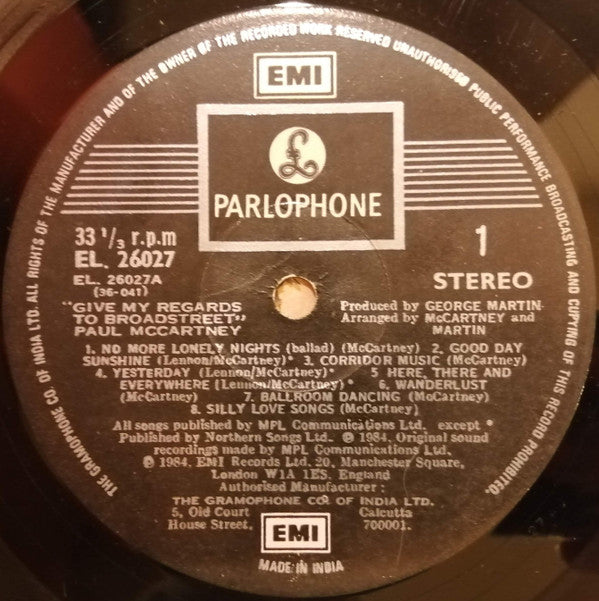 THE GRAMOPHONE CO. OF INDIA LTD. ALL RIGHTS OF THE MANUFACTURER AND OF THE OWNER OF THE RECORDED WORK RESERVED UNAUTHORISED PUBLIC PERFORMANCE BROADCASTING AND COPYING OF THIS RECORD PROHIBITED.
EMI
£
PARLOPHONE
33 1/3 r.p.m
EL. 26027
EL. 26027A
(36-041)
1
STEREO
"GIVE MY REGARDS
TO BROADSTREET"
PAUL MCCARTNEY
Produced by GEORGE MARTIN
Arranged by McCARTNEY and
MARTIN
1. NO MORE LONELY NIGHTS (ballad) (McCartney) 2. GOOD DAY
SUNSHINE (Lennon/McCartney)* 3. CORRIDOR MUSIC (McCartney)
4. YESTERDAY (Lennon/McCartney)* 5 HERE, THERE AND
EVERYWHERE (Lennon/McCartney)* 6. WANDERLUST
(McCartney) 7. BALLROOM DANCING (McCartney)
8. SILLY LOVE SONGS (McCartney)
All songs published by MPL Communications Ltd. except *
Published by Northern Songs Ltd. ℗ 1984. Original sound
recordings made by MPL Communications Ltd.
℗ 1984. EMI Records Ltd. 20, Manchester Square,
London W1A 1ES. England
Authorised Manufacturer :
THE GRAMOPHONE CO. OF INDIA LTD.
5, Old Court Calcutta
House Street, 700001.
EMI
MADE IN INDIA